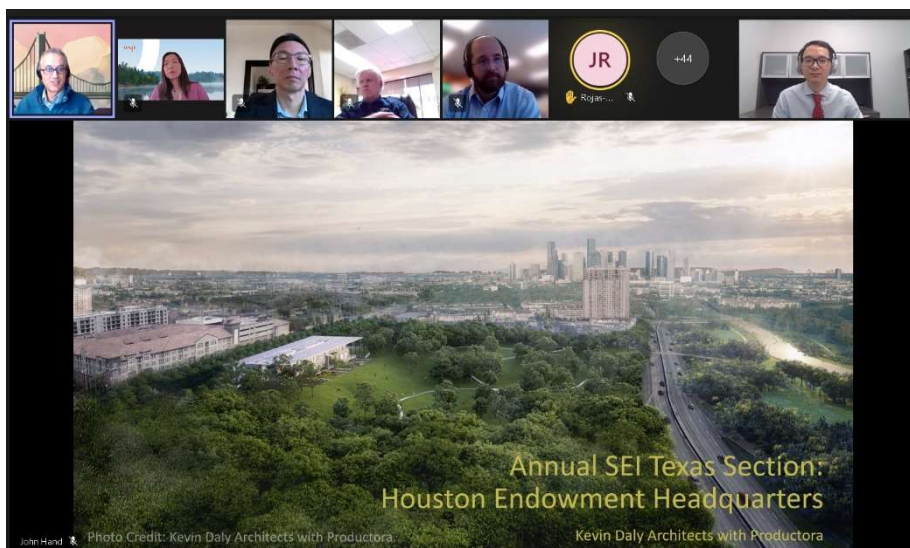 wsp
JR
+44
Rojas-...
Annual SEI Texas Section:
Houston Endowment Headquarters
John Hand
Photo Credit: Kevin Daly Architects with Productora
Kevin Daly Architects with Productora